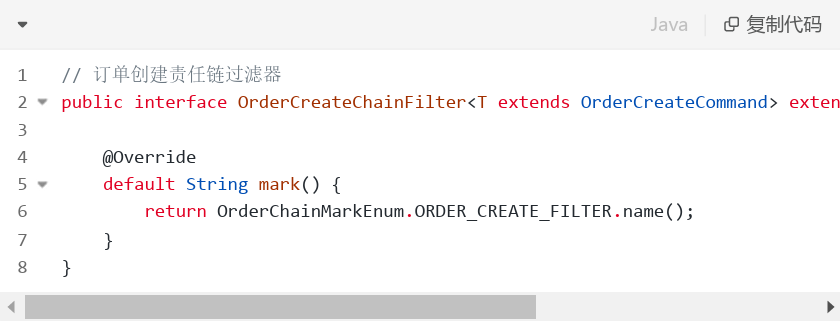 Java 复制代码
1 // 订单创建责任链过滤器
2 public interface OrderCreateChainFilter<T extends OrderCreateCommand> exten
3
4 @Override
5 default String mark() {
6 return OrderChainMarkEnum.ORDER_CREATE_FILTER.name();
7 }
8 }